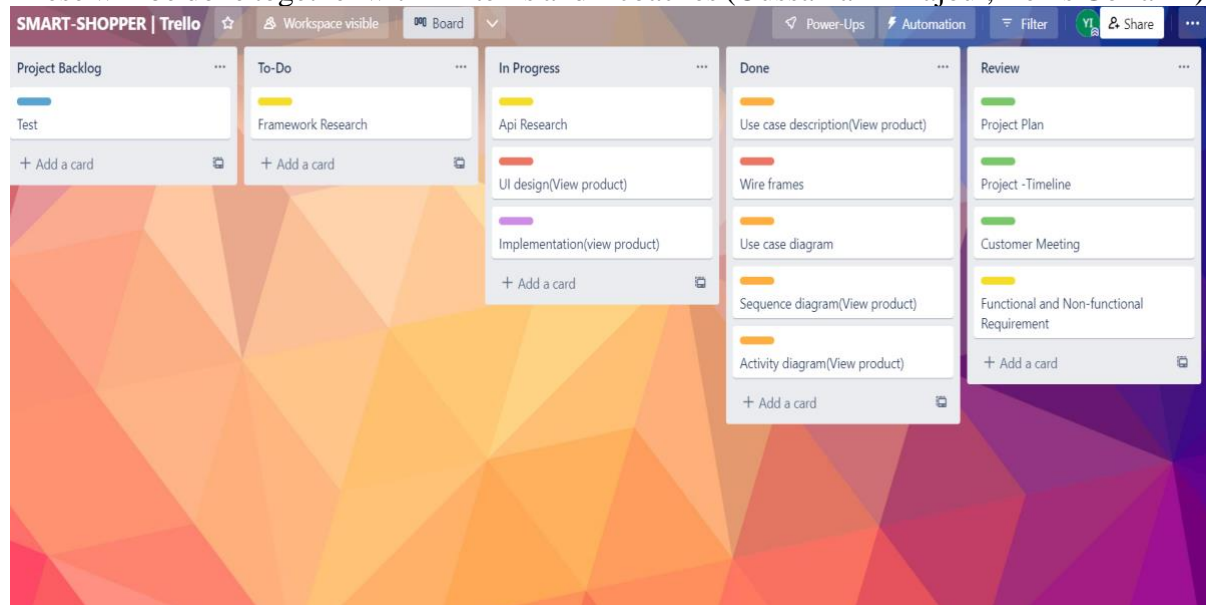 SMART-SHOPPER | Trello
Workspace visible
Board
Power-Ups
Automation
Filter
YI
Share
Project Backlog
Test
+ Add a card
To-Do
Framework Research
+ Add a card
In Progress
Api Research
UI design(View product)
Implementation(view product)
+ Add a card
Done
Use case description(View product)
Wire frames
Use case diagram
Sequence diagram(View product)
Activity diagram(View product)
+ Add a card
Review
Project Plan
Project -Timeline
Customer Meeting
Functional and Non-functional
Requirement
+ Add a card